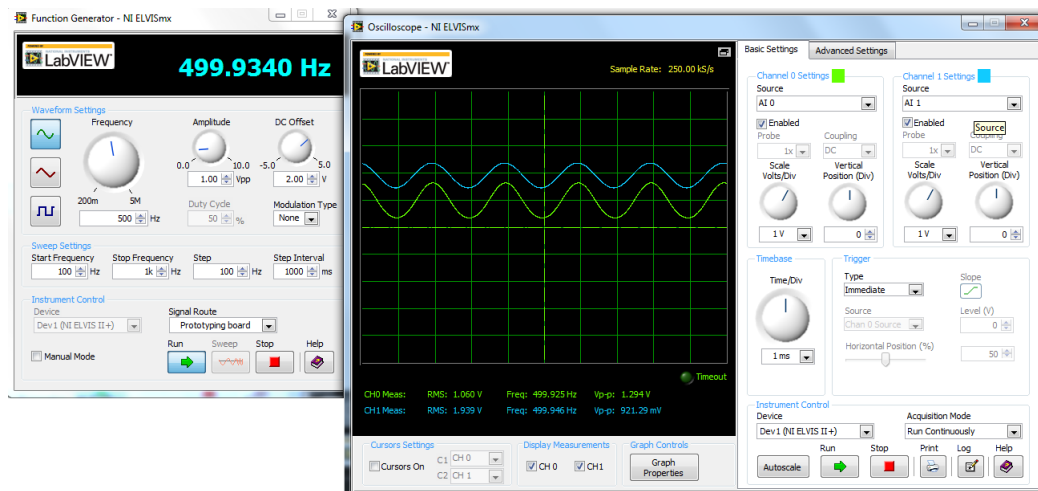 Function Generator - NI ELVISmx
LabVIEW
499.9340 Hz
Waveform Settings
Frequency
Amplitude
DC Offset
0.0
10.0
-5.0
5.0
1.00 Vpp
2.00 V
200m
5M
Duty Cycle
Modulation Type
500 Hz
50 %
None
Sweep Settings
Start Frequency
Stop Frequency
Step
Step Interval
100 Hz
1k Hz
100 Hz
1000 ms
Instrument Control
Device
Signal Route
Dev1 (NI ELVIS II+)
Prototyping board
Run
Sweep
Stop
Help
Manual Mode
Oscilloscope - NI ELVISmx
LabVIEW
Sample Rate: 250.00 kS/s
Timeout
CH0 Meas: RMS: 1.060 V Freq: 499.925 Hz Vp-p: 1.294 V
CH1 Meas: RMS: 1.939 V Freq: 499.946 Hz Vp-p: 921.29 mV
Cursors Settings
Cursors On
C1 CH 0
C2 CH 1
Display Measurements
CH 0
CH1
Graph Controls
Graph
Properties
Basic Settings
Advanced Settings
Channel 0 Settings
Source
AI 0
Enabled
Probe
Coupling
1x
DC
Scale
Vertical
Volts/Div
Position (Div)
1 V
0
Channel 1 Settings
Source
AI 1
Enabled
Source
Probe
Coupling
1x
DC
Scale
Vertical
Volts/Div
Position (Div)
1 V
0
Timebase
Time/Div
1 ms
Trigger
Type
Slope
Immediate
Source
Level (V)
Chan 0 Source
0
Horizontal Position (%)
50
Instrument Control
Device
Acquisition Mode
Dev1 (NI ELVIS II+)
Run Continuously
Run
Stop
Print
Log
Help
Autoscale